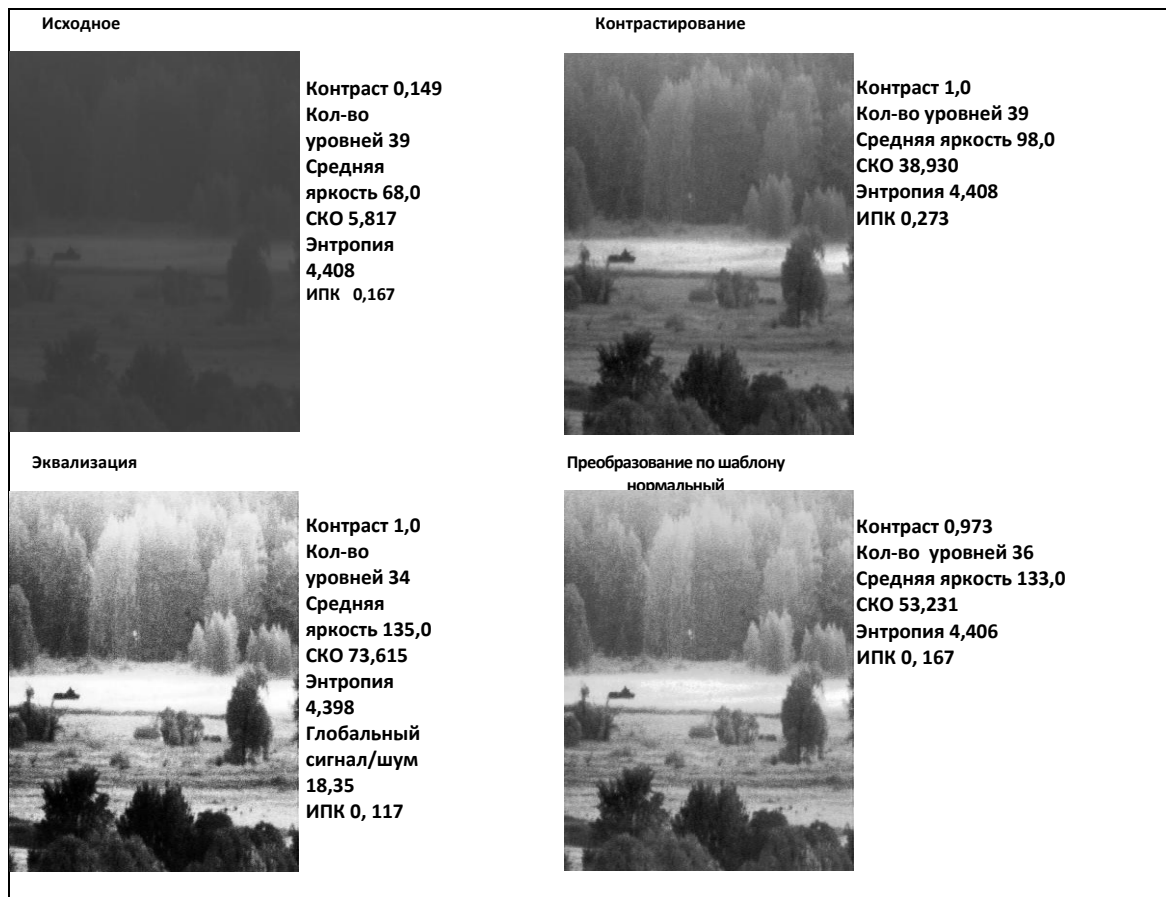 Исходное
Контраст 0,149
Кол-во
уровней 39
Средняя
яркость 68,0
СКО 5,817
Энтропия
4,408
ИПК 0,167
Контрастирование
Контраст 1,0
Кол-во уровней 39
Средняя яркость 98,0
СКО 38,930
Энтропия 4,408
ИПК 0,273
Эквализация
Контраст 1,0
Кол-во
уровней 34
Средняя
яркость 135,0
СКО 73,615
Энтропия
4,398
Глобальный
сигнал/шум
18,35
ИПК 0, 117
Преобразование по шаблону
нормальный
Контраст 0,973
Кол-во уровней 36
Средняя яркость 133,0
СКО 53,231
Энтропия 4,406
ИПК 0, 167